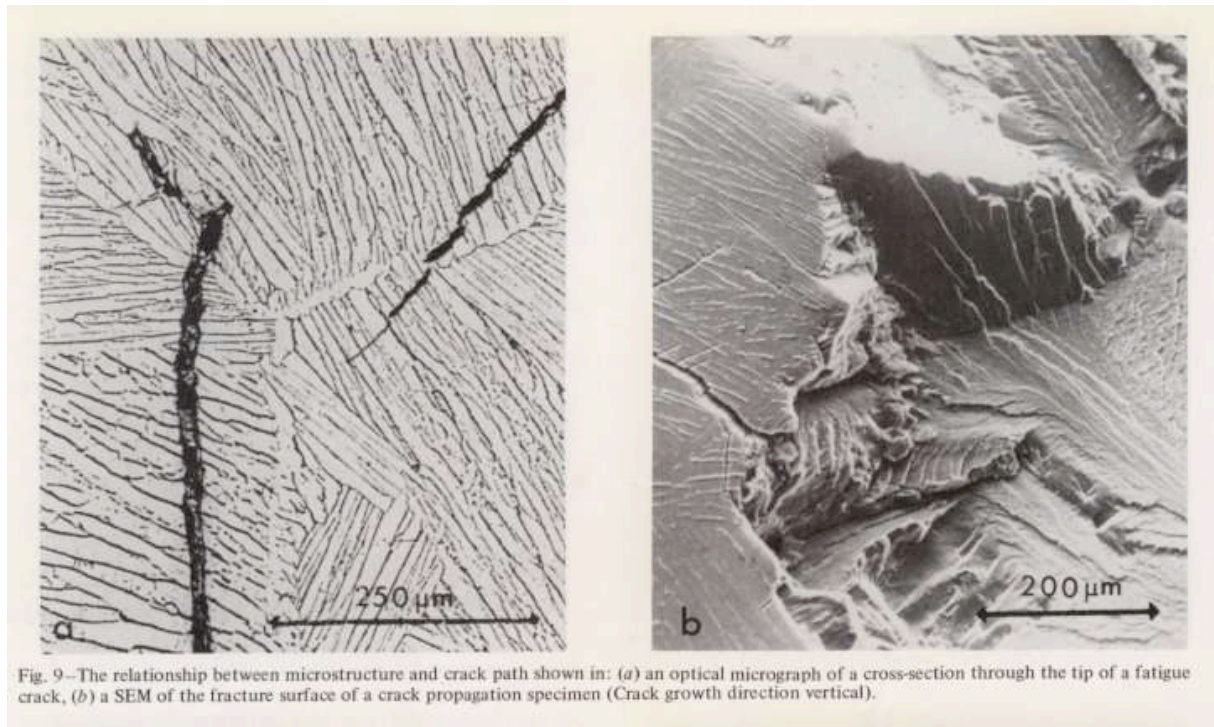 250 μm
a
200 μm
b
Fig. 9–The relationship between microstructure and crack path shown in: (a) an optical micrograph of a cross-section through the tip of a fatigue
crack, (b) a SEM of the fracture surface of a crack propagation specimen (Crack growth direction vertical).